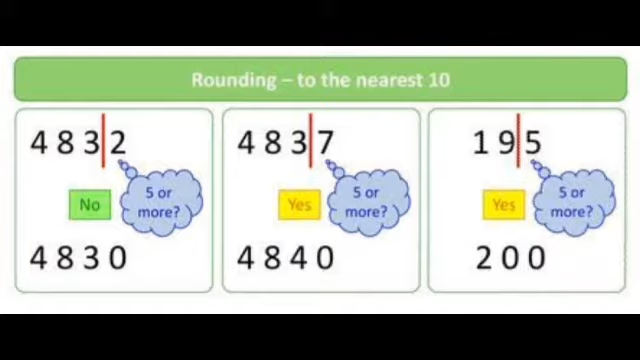 Rounding – to the nearest 10
4 8 3 2
5 or
more?
No
4 8 3 0
4 8 3 7
5 or
more?
Yes
4 8 4 0
1 9 5
5 or
more?
Yes
2 0 0